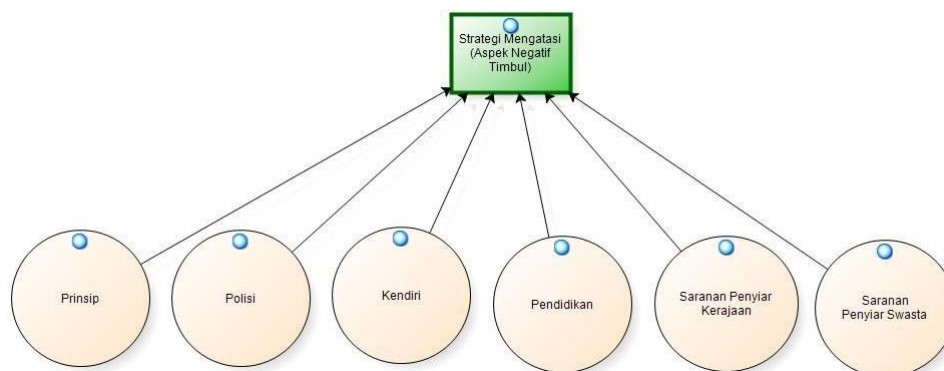 Strategi Mengatasi
(Aspek Negatif
Timbul)
Prinsip
Polisi
Kendiri
Pendidikan
Saranan Penyiar
Kerajaan
Saranan
Penyiar Swasta